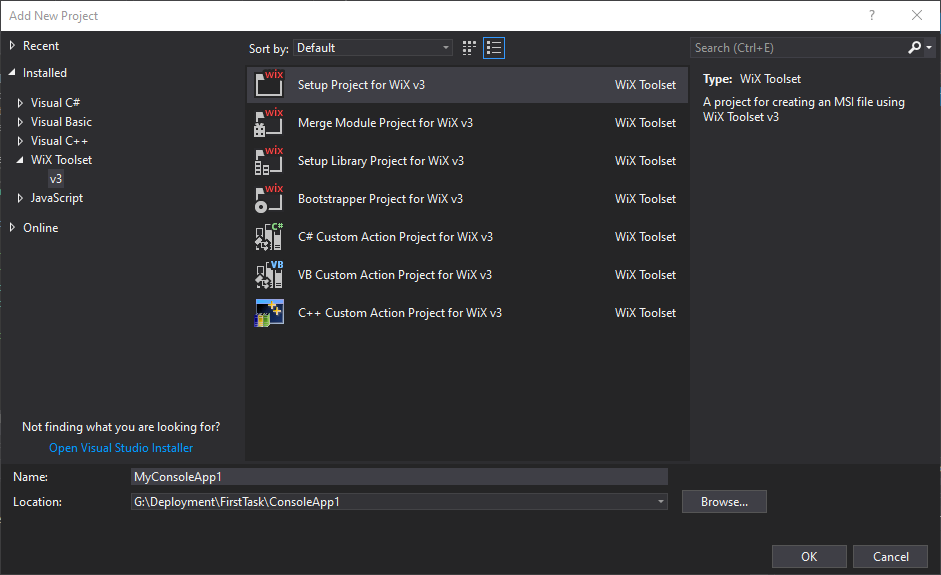 Add New Project
?
Recent
Installed
Visual C#
Visual Basic
Visual C++
WiX Toolset
v3
JavaScript
Online
Not finding what you are looking for?
Open Visual Studio Installer
Sort by: Default
wix Setup Project for WiX v3 WiX Toolset
wix Merge Module Project for WiX v3 WiX Toolset
wix Setup Library Project for WiX v3 WiX Toolset
wix Bootstrapper Project for WiX v3 WiX Toolset
C# C# Custom Action Project for WiX v3 WiX Toolset
VB VB Custom Action Project for WiX v3 WiX Toolset
++ C++ Custom Action Project for WiX v3 WiX Toolset
Search (Ctrl+E)
Type: WiX Toolset
A project for creating an MSI file using
WiX Toolset v3
Name: MyConsoleApp1
Location: G:\Deployment\FirstTask\ConsoleApp1
Browse...
OK Cancel